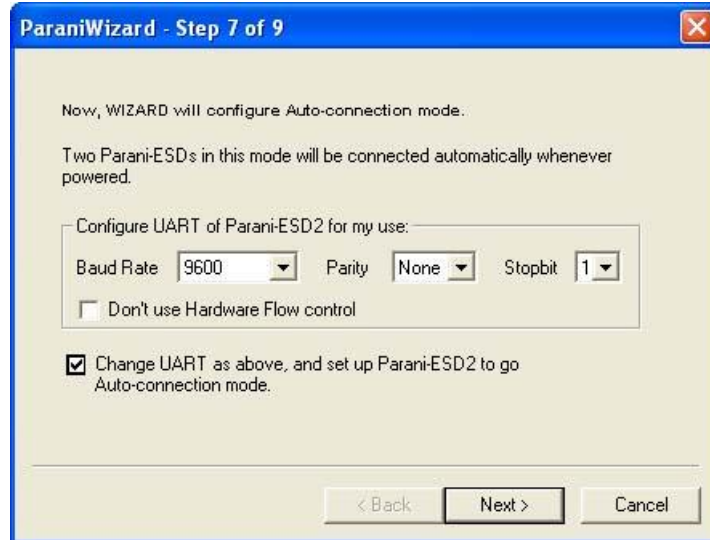 ParaniWizard - Step 7 of 9
Now, WIZARD will configure Auto-connection mode.
Two Parani-ESDs in this mode will be connected automatically whenever
powered.
Configure UART of Parani-ESD2 for my use:
Baud Rate 9600 Parity None Stopbit 1
Don't use Hardware Flow control
Change UART as above, and set up Parani-ESD2 to go
Auto-connection mode.
< Back Next > Cancel